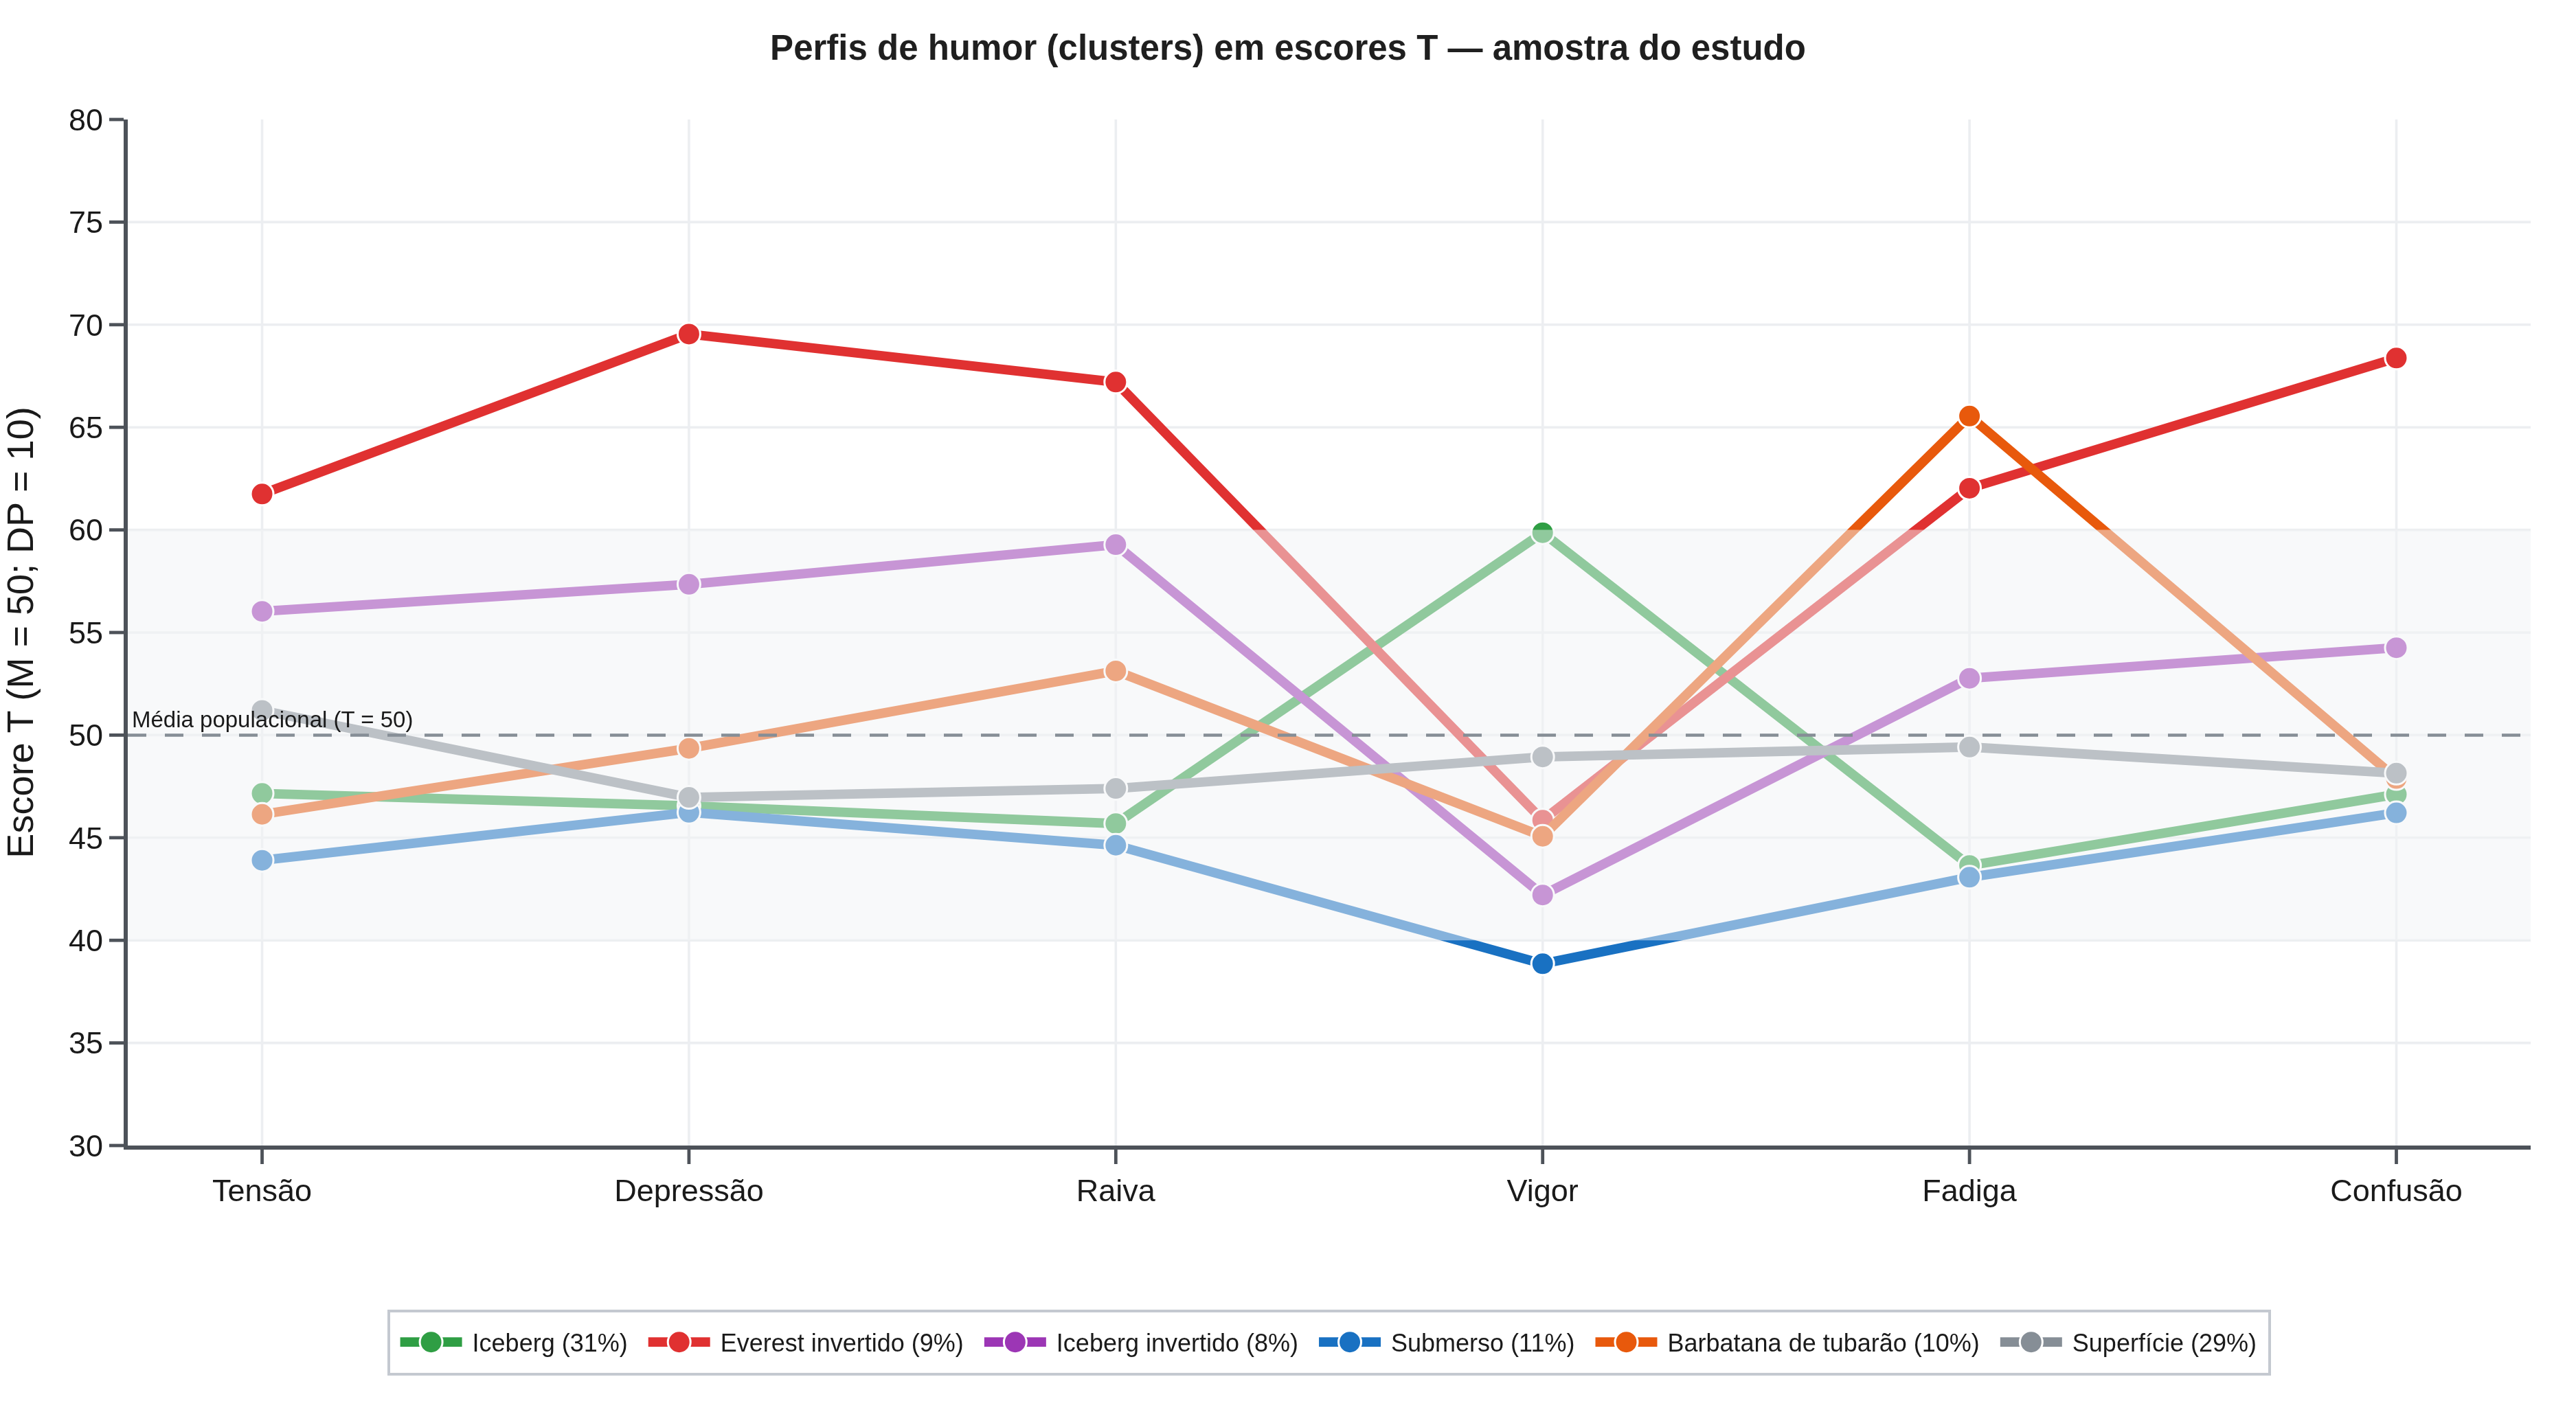 Perfis de humor (clusters) em escores T — amostra do estudo
Escore T (M = 50; DP = 10)
80
75
70
65
60
55
50
45
40
35
30
Média populacional (T = 50)
Tensão Depressão Raiva Vigor Fadiga Confusão
Iceberg (31%) Everest invertido (9%) Iceberg invertido (8%) Submerso (11%) Barbatana de tubarão (10%) Superfície (29%)